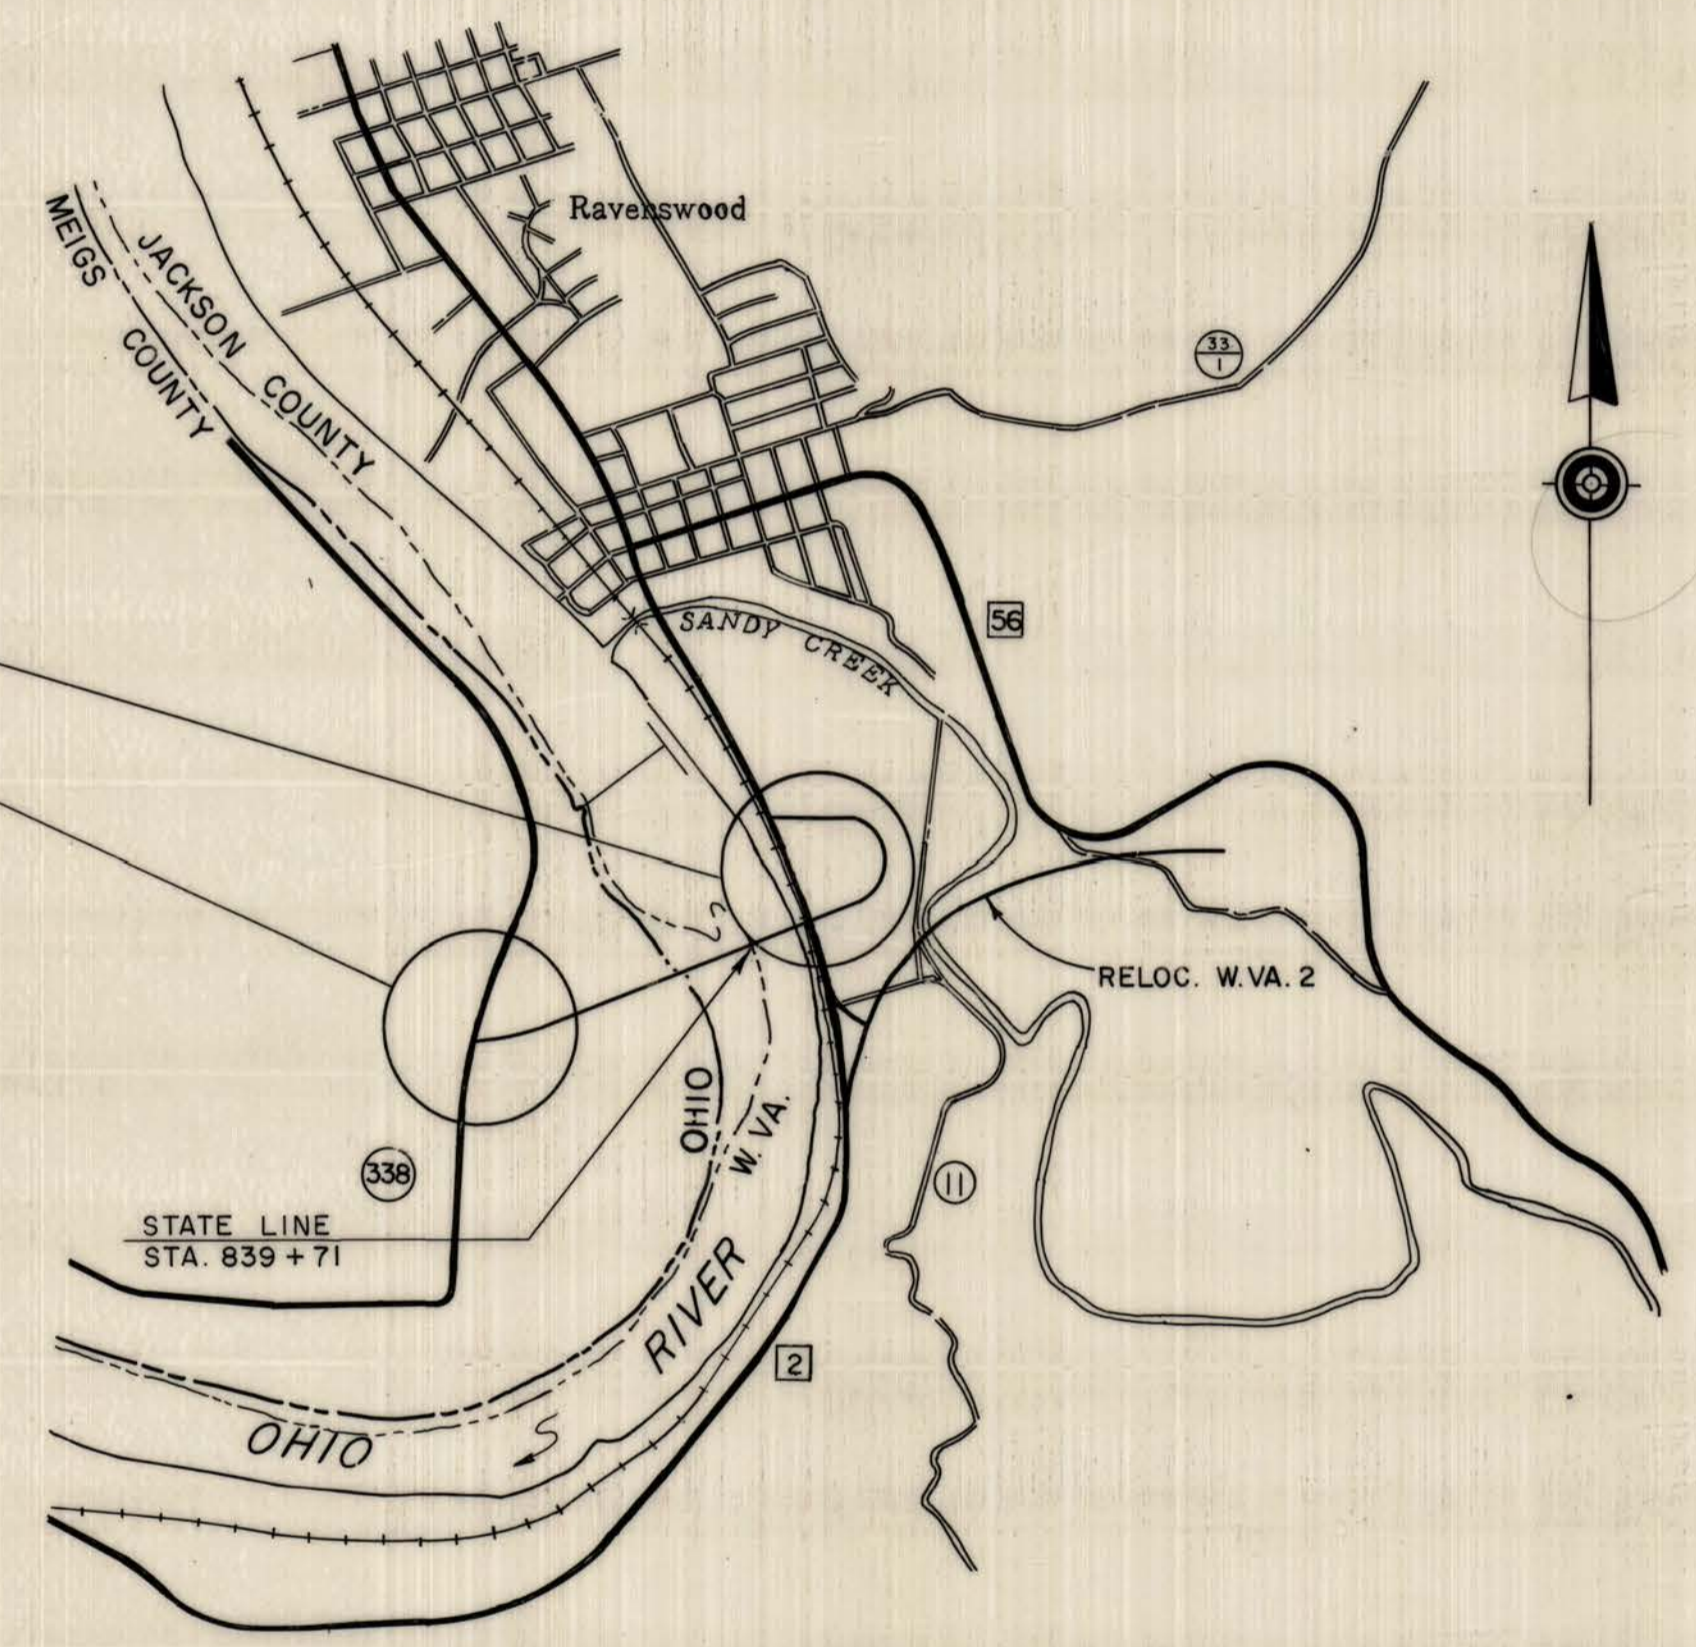 Ravenswood
MEIGS COUNTY
JACKSON COUNTY
33
1
56
SANDY CREEK
RELOC. W.VA. 2
OHIO
W. VA.
338
11
STATE LINE
STA. 839+71
RIVER
2
OHIO